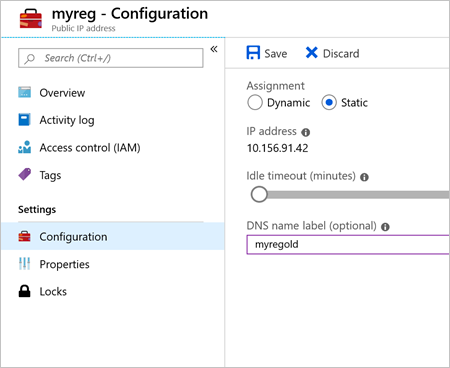 myreg - Configuration
Public IP address
Search (Ctrl+/)
«
Overview
Activity log
Access control (IAM)
Tags
Settings
Configuration
Properties
Locks
Save Discard
Assignment
Dynamic Static
IP address
10.156.91.42
Idle timeout (minutes)
DNS name label (optional)
myregold